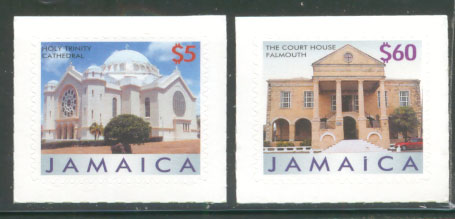 HOLY TRINITY
CATHEDRAL
$5
JAMAICA
THE COURT HOUSE
FALMOUTH
$60
JAMAiCA